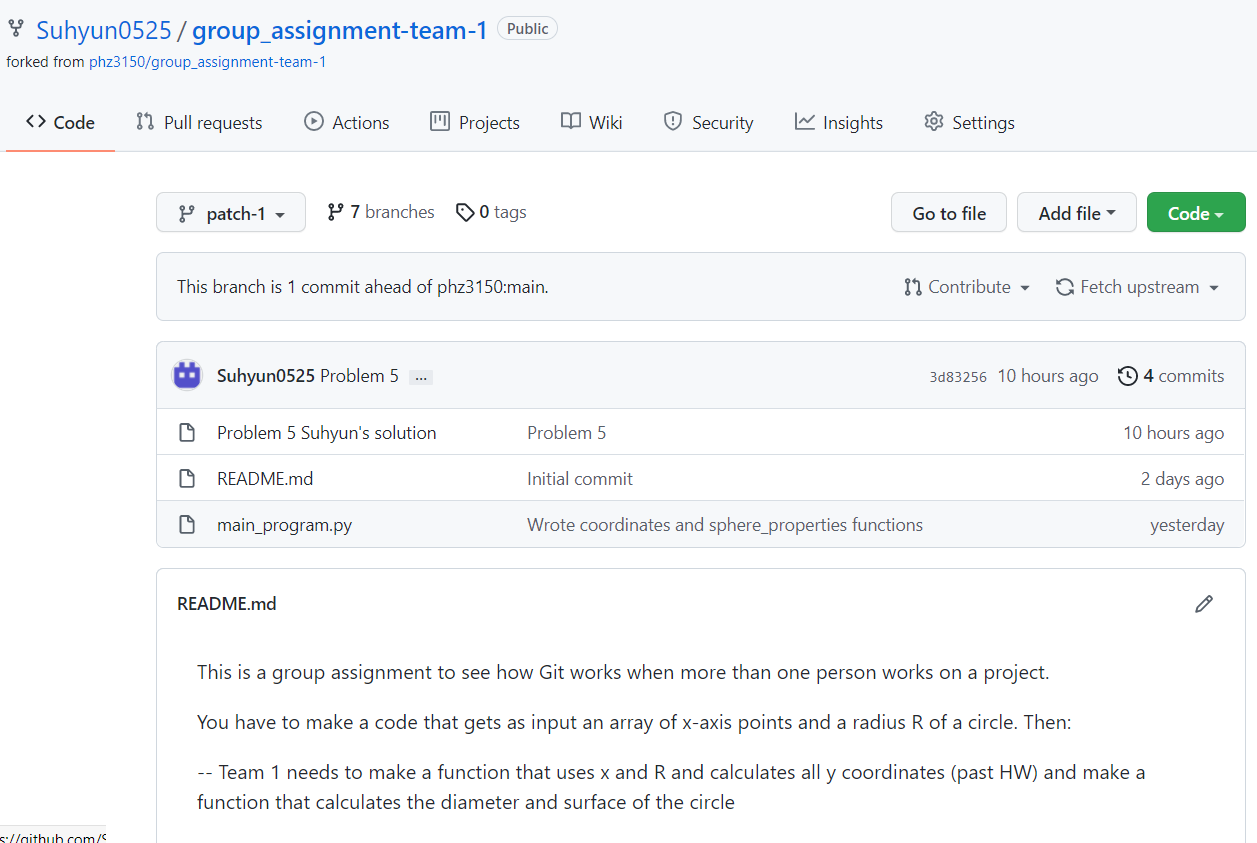 Suhyun0525 / group_assignment-team-1 Public
forked from phz3150/group_assignment-team-1
Code Pull requests Actions Projects Wiki Security Insights Settings
patch-1 7 branches 0 tags Go to file Add file Code
This branch is 1 commit ahead of phz3150:main. Contribute Fetch upstream
Suhyun0525 Problem 5 ... 3d83256 10 hours ago 4 commits
Problem 5 Suhyun's solution Problem 5 10 hours ago
README.md Initial commit 2 days ago
main_program.py Wrote coordinates and sphere_properties functions yesterday
README.md
This is a group assignment to see how Git works when more than one person works on a project.
You have to make a code that gets as input an array of x-axis points and a radius R of a circle. Then:
-- Team 1 needs to make a function that uses x and R and calculates all y coordinates (past HW) and make a
function that calculates the diameter and surface of the circle
s://github.com/S